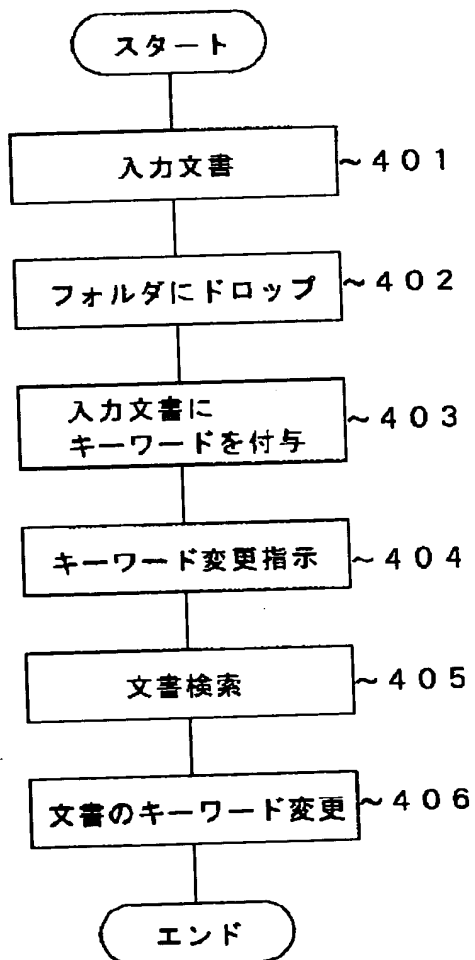 スタート
入力文書 ~401
フォルダにドロップ ~402
入力文書に
キーワードを付与 ~403
キーワード変更指示 ~404
文書検索 ~405
文書のキーワード変更 ~406
エンド